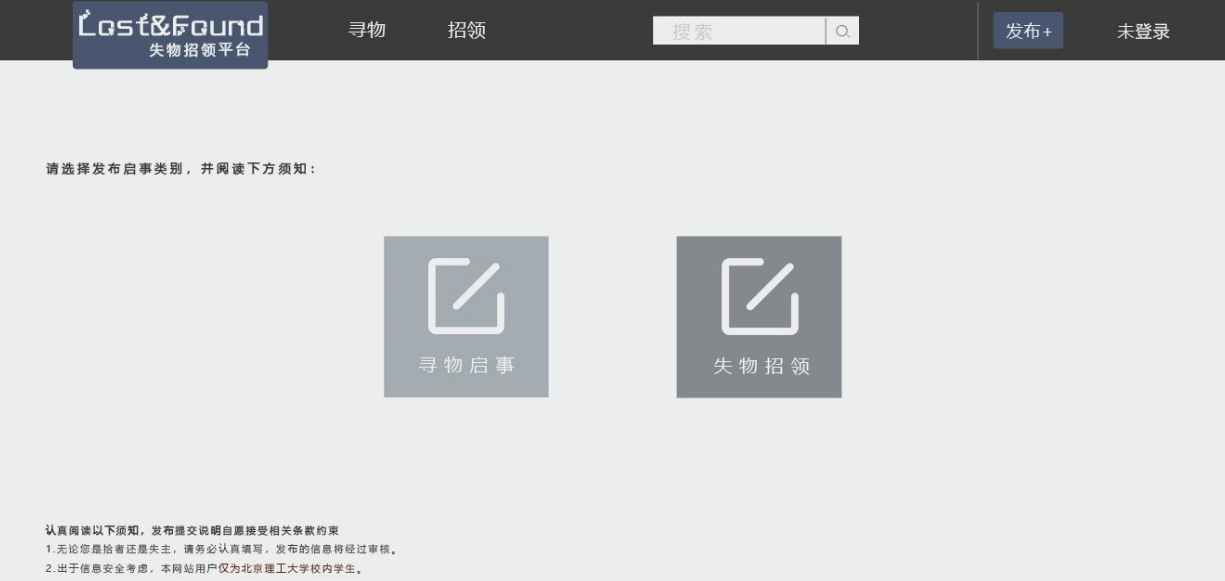 Lost&Found
失物招领平台
寻物
招领
搜索
发布+
未登录
请选择发布启事类别，并阅读下方须知：
寻物启事
失物招领
认真阅读以下须知，发布提交说明自愿接受相关条款约束
1.无论您是拾者还是失主，请务必认真填写，发布的信息将经过审核。
2.出于信息安全考虑，本网站用户仅为北京理工大学校内学生。